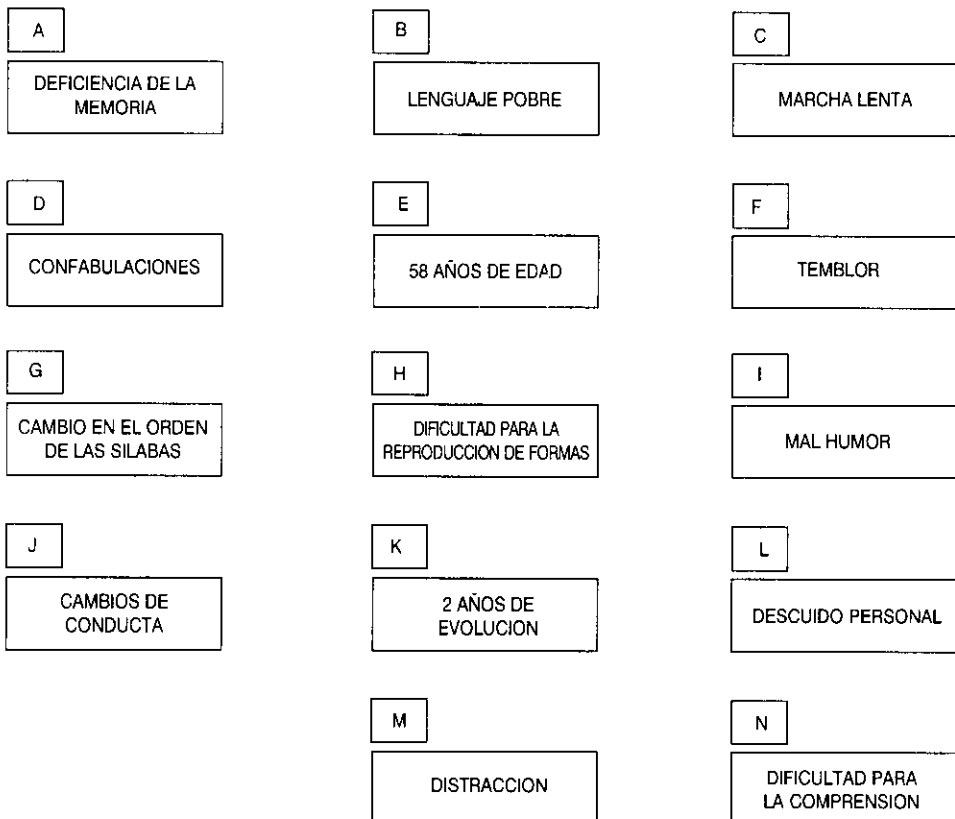 A
B
C
DEFICIENCIA DE LA
MEMORIA
LENGUAJE POBRE
MARCHA LENTA
D
E
F
CONFABULACIONES
58 AÑOS DE EDAD
TEMBLOR
G
H
I
CAMBIO EN EL ORDEN
DE LAS SILABAS
DIFICULTAD PARA LA
REPRODUCCION DE FORMAS
MAL HUMOR
J
K
L
CAMBIOS DE
CONDUCTA
2 AÑOS DE
EVOLUCION
DESCUIDO PERSONAL
M
N
DISTRACCION
DIFICULTAD PARA
LA COMPRENSION